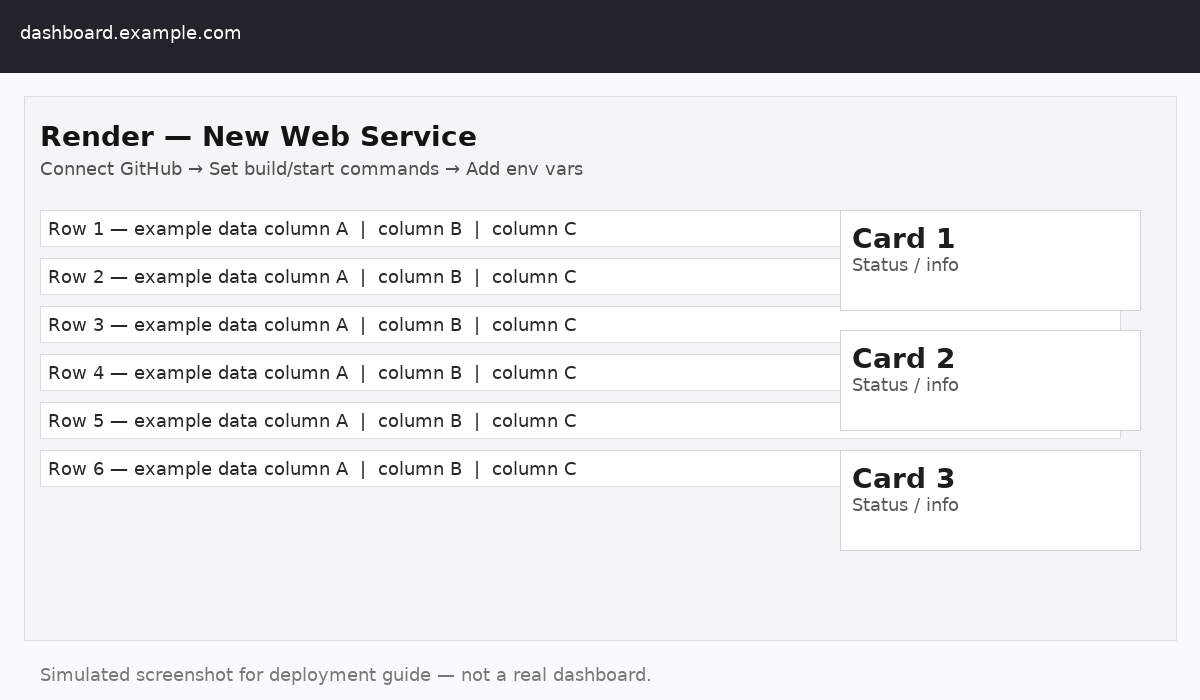 dashboard.example.com
Render — New Web Service
Connect GitHub → Set build/start commands → Add env vars
Row 1 — example data column A | column B | column C
Row 2 — example data column A | column B | column C
Row 3 — example data column A | column B | column C
Row 4 — example data column A | column B | column C
Row 5 — example data column A | column B | column C
Row 6 — example data column A | column B | column C
Card 1
Status / info
Card 2
Status / info
Card 3
Status / info
Simulated screenshot for deployment guide — not a real dashboard.